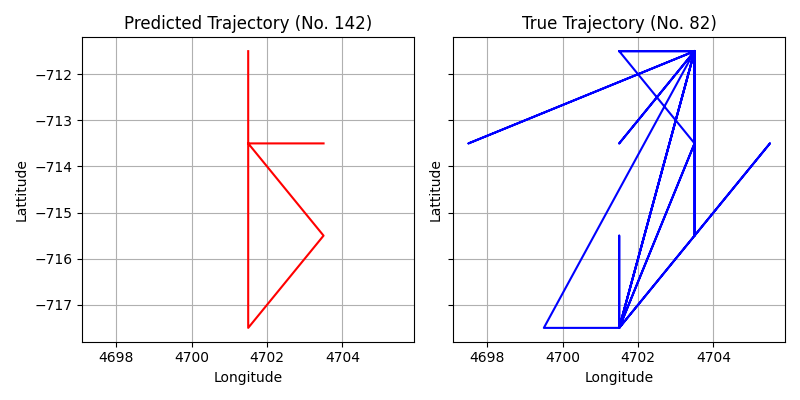 Predicted Trajectory (No. 142)
True Trajectory (No. 82)
−712
−713
−714
−715
−716
−717
Lattitude
Lattitude
4698 4700 4702 4704
4698 4700 4702 4704
Longitude
Longitude